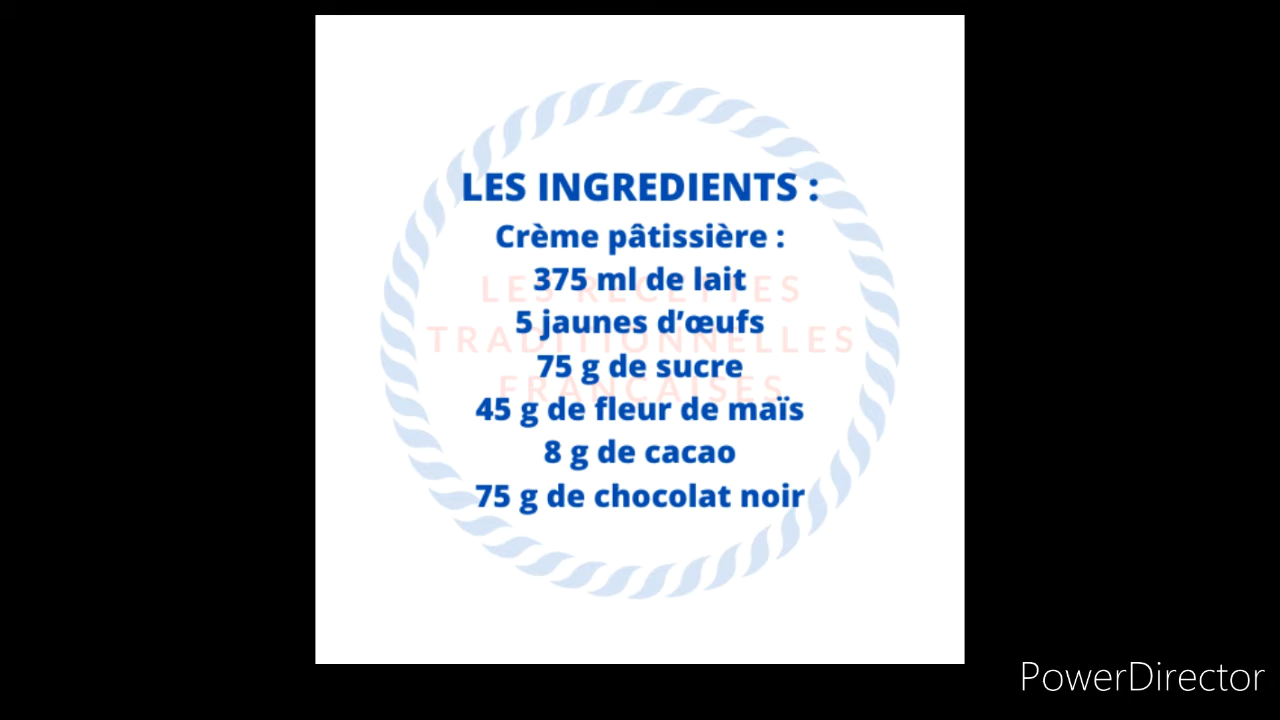 LES INGREDIENTS :
Crème pâtissière :
375 ml de lait
LES RECETTES
5 jaunes d’œufs
TRADITIONNELLES
75 g de sucre
FRANÇAISES
45 g de fleur de maïs
8 g de cacao
75 g de chocolat noir
PowerDirector